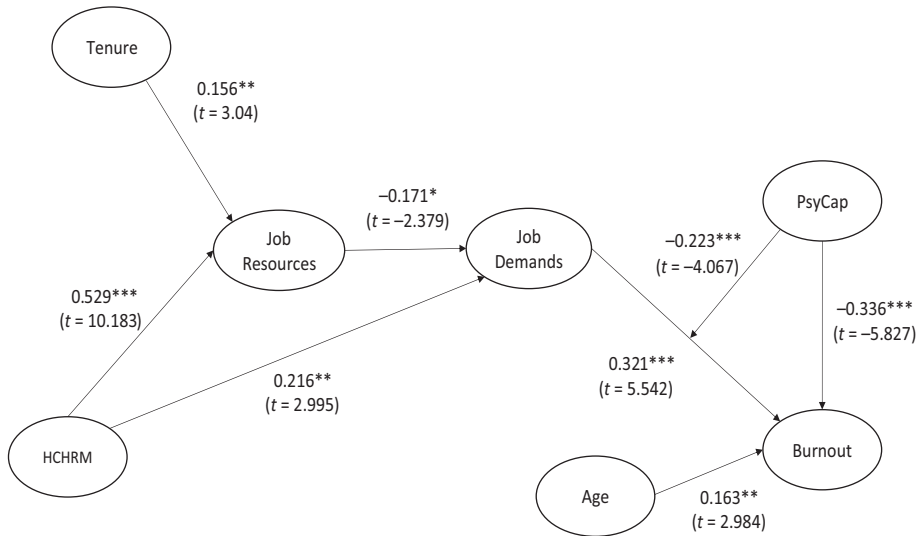 Tenure
0.156**
(t = 3.04)
PsyCap
−0.171*
(t = −2.379)
Job
Resources
Job
Demands
−0.223***
(t = −4.067)
0.529***
(t = 10.183)
−0.336***
(t = −5.827)
0.321***
(t = 5.542)
0.216**
(t = 2.995)
HCHRM
Burnout
Age
0.163**
(t = 2.984)